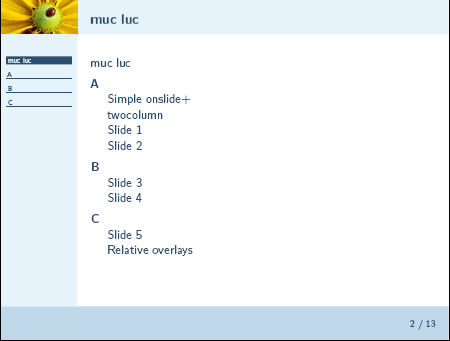 muc luc
muc luc
A
B
C
muc luc
A
Simple onslide+
twocolumn
Slide 1
Slide 2
B
Slide 3
Slide 4
C
Slide 5
Relative overlays
2 / 13